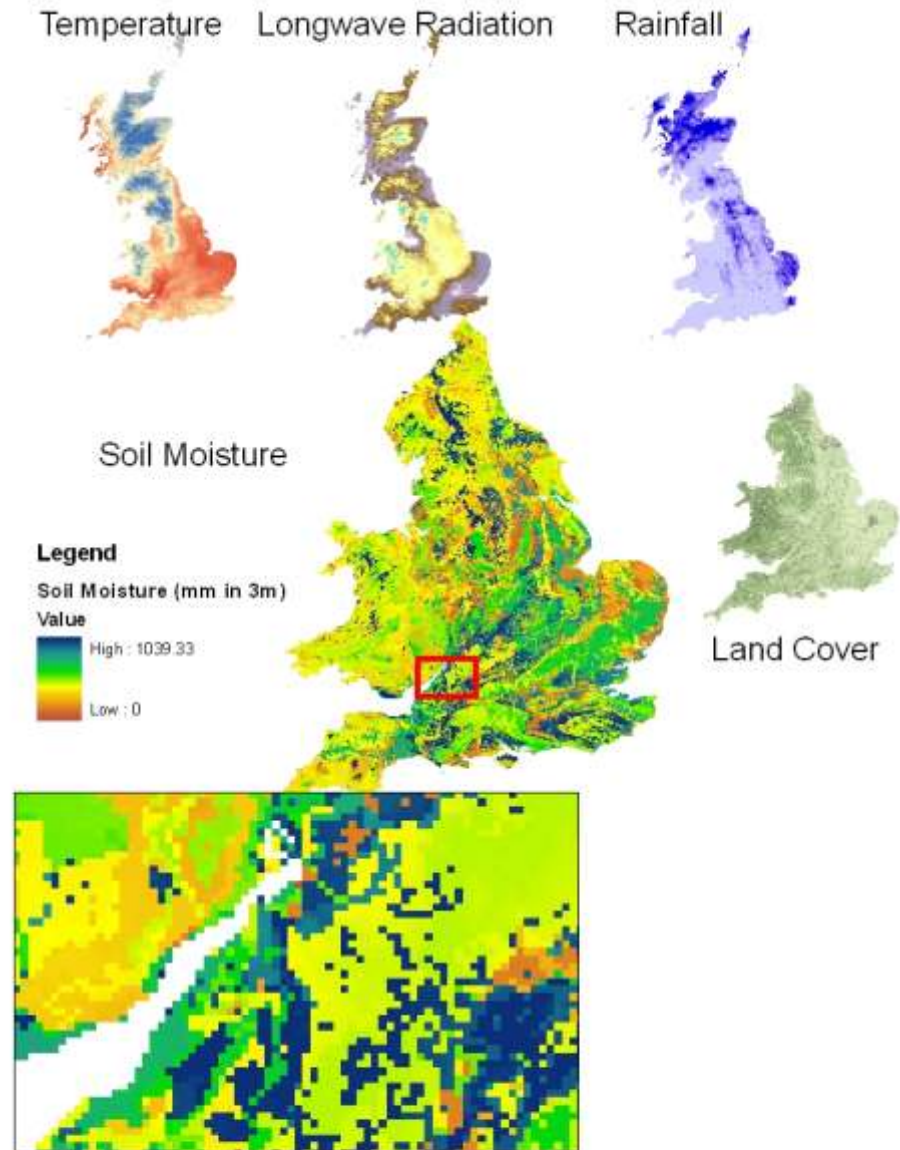 Temperature
Longwave Radiation
Rainfall
Soil Moisture
Land Cover
Legend
Soil Moisture (mm in 3m)
Value
High : 1039.33
Low : 0